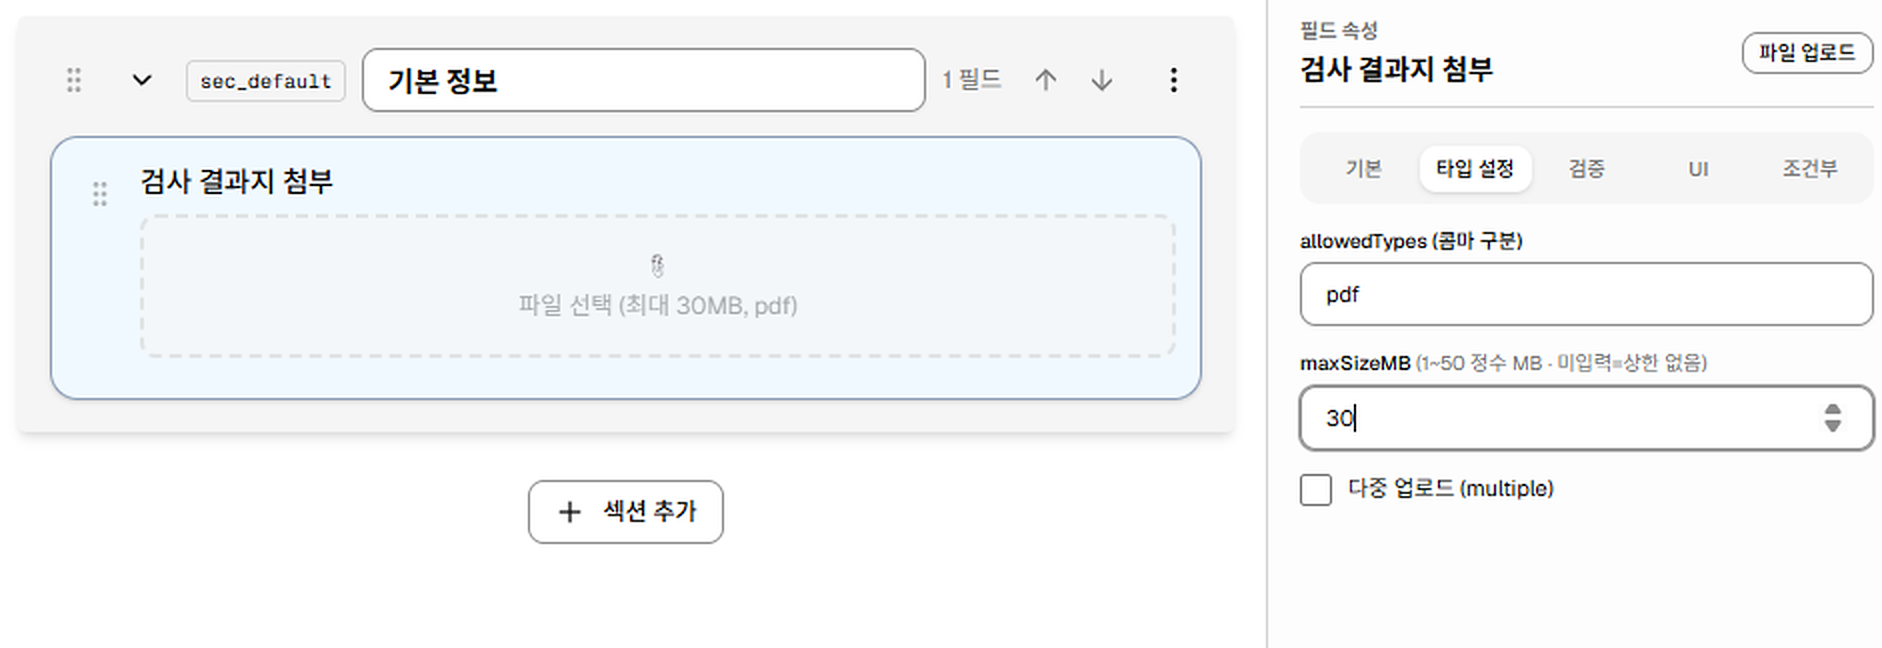 sec_default
기본 정보
1 필드
검사 결과지 첨부
파일 선택 (최대 30MB, pdf)
섹션 추가
필드 속성
검사 결과지 첨부
파일 업로드
기본
타입 설정
검증
UI
조건부
allowedTypes (콤마 구분)
pdf
maxSizeMB (1~50 정수 MB · 미입력=상한 없음)
30
다중 업로드 (multiple)